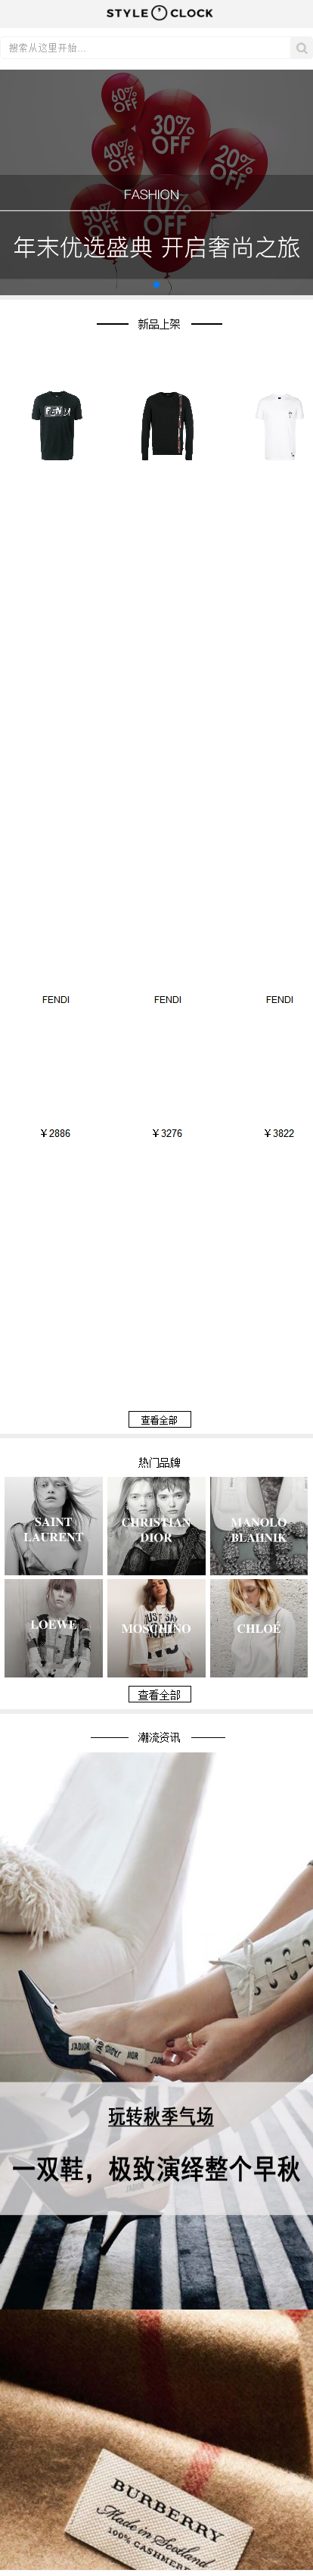 STYLE CLOCK
搜索从这里开始...
60% OFF
30% OFF
40% OFF
20% OFF
50% OFF
10% OFF
FASHION
年末优选盛典 开启奢尚之旅
新品上架
FENDI FENDI FENDI
￥2886 ￥3276 ￥3822
查看全部
热门品牌
SAINT LAURENT
CHRISTIAN DIOR
MANOLO BLAHNIK
LOEWE
MOSCHINO
CHLOÉ
查看全部
潮流资讯
J'ADIOR
玩转秋季气场
一双鞋，极致演绎整个早秋
BURBERRY
Made in Scotland
100% CASHMERE